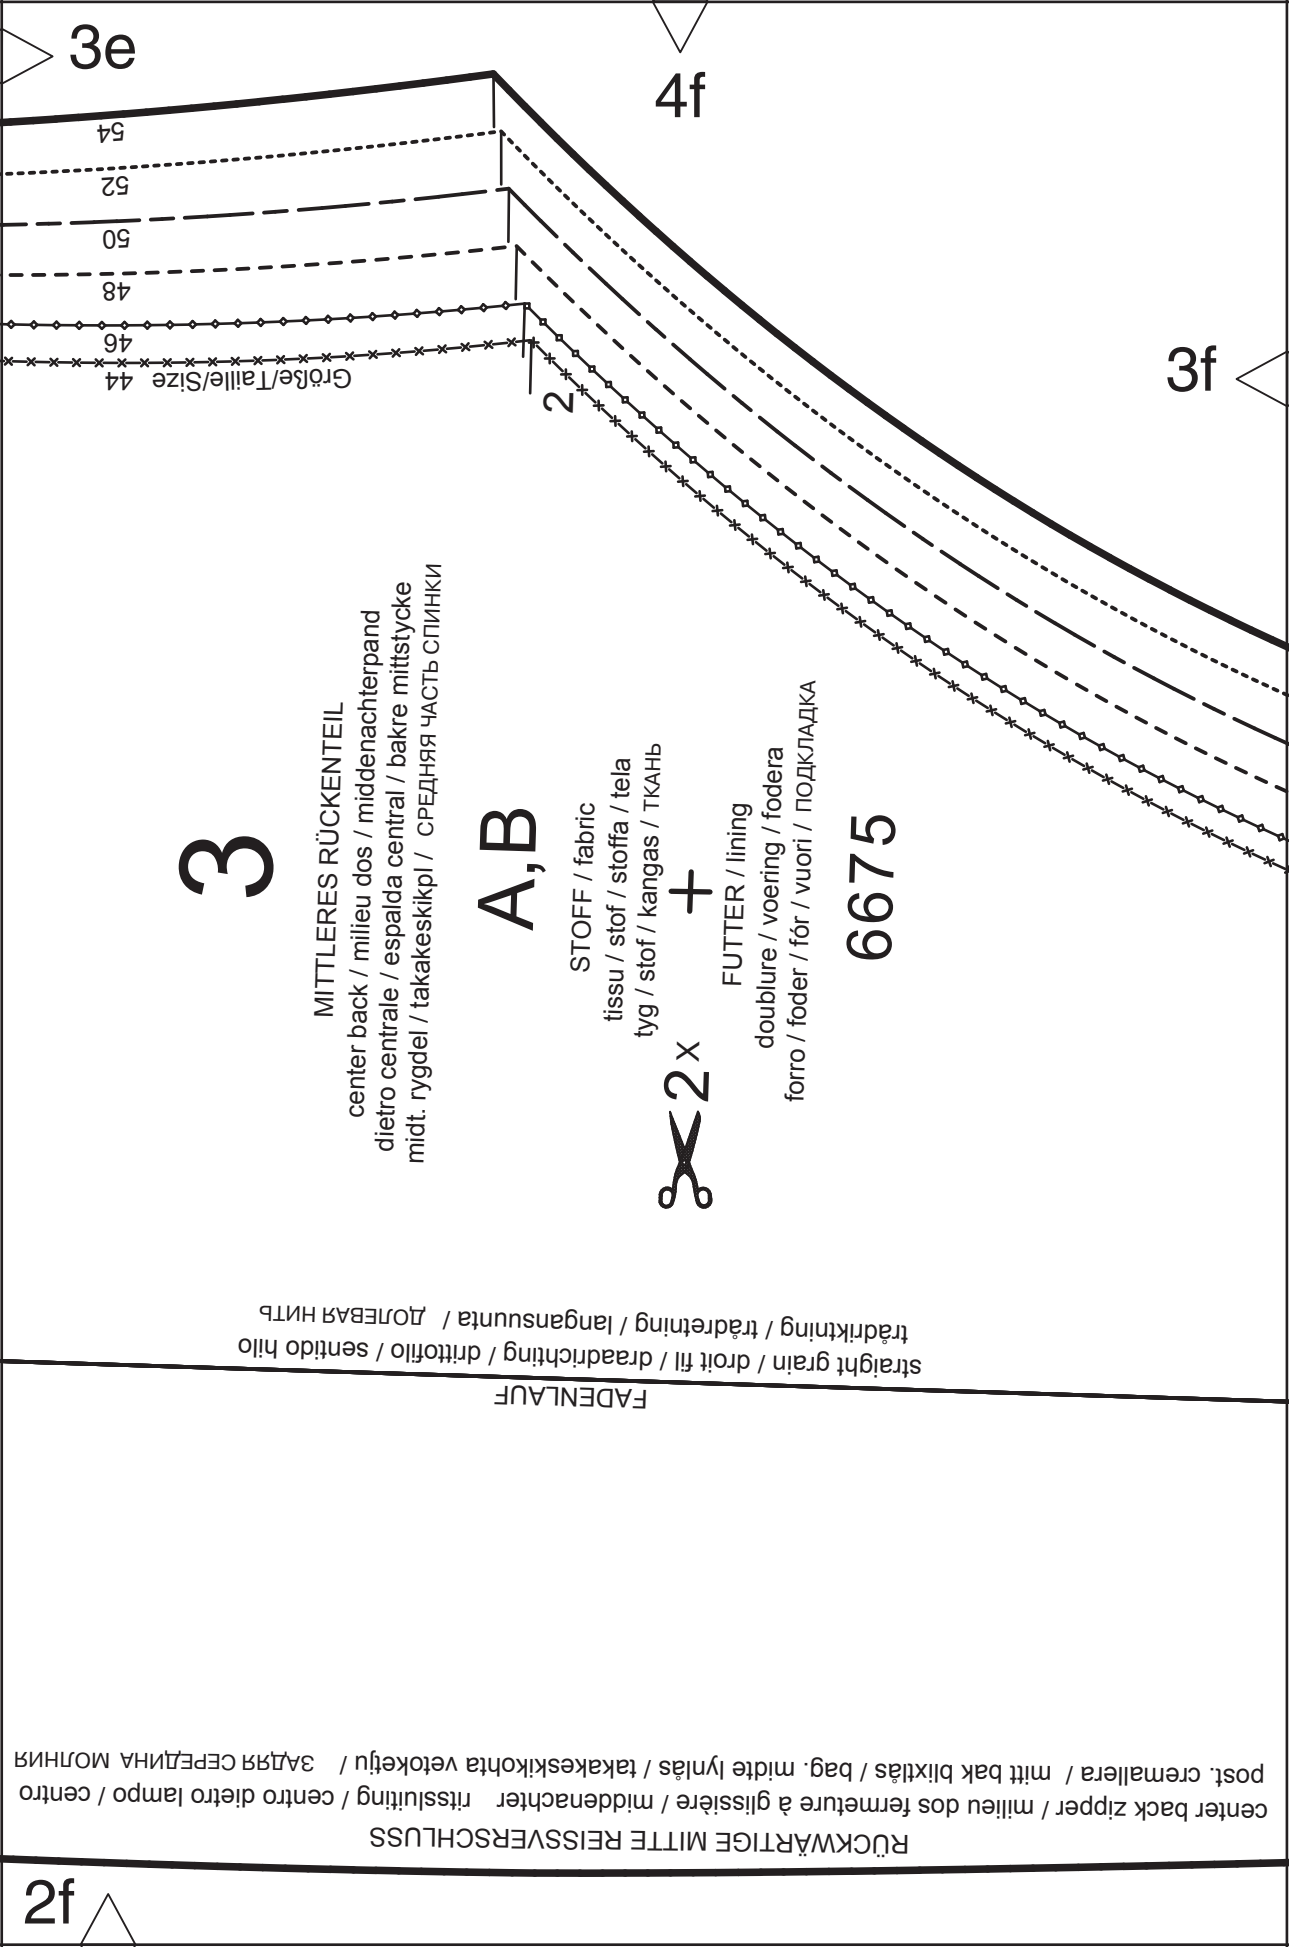 3e
4f
54
52
50
48
46
44 Größe/Taille/Size
2
3f
3
MITTLERES RÜCKENTEIL
center back / milieu dos / middenachterpand
dietro centrale / espalda central / bakre mittstycke
midt. rygdel / takakeskikpl / СРЕДНЯЯ ЧАСТЬ СПИНКИ
A,B
STOFF / fabric
tissu / stof / stoffa / tela
tyg / stof / kangas / ТКАНЬ
+
2x
FUTTER / lining
doublure / voering / fodera
forro / foder / fór / vuori / ПОДКЛАДКА
6675
FADENLAUF
straight grain / droit fil / draadrichting / drittofilo / sentido hilo
trådriktning / trådretning / langansuunta / ДОЛЕВАЯ НИТЬ
RÜCKWÄRTIGE MITTE REISSVERSCHLUSS
center back zipper / milieu dos fermeture à glissière / middenachter ritssluiting / centro dietro lampo / centro
post. cremallera / mitt bak blixtlås / bag. midte lynlås / takakeskikohta vetoketju / ЗАДЯЯ СЕРЕДИНА МОЛНИЯ
2f